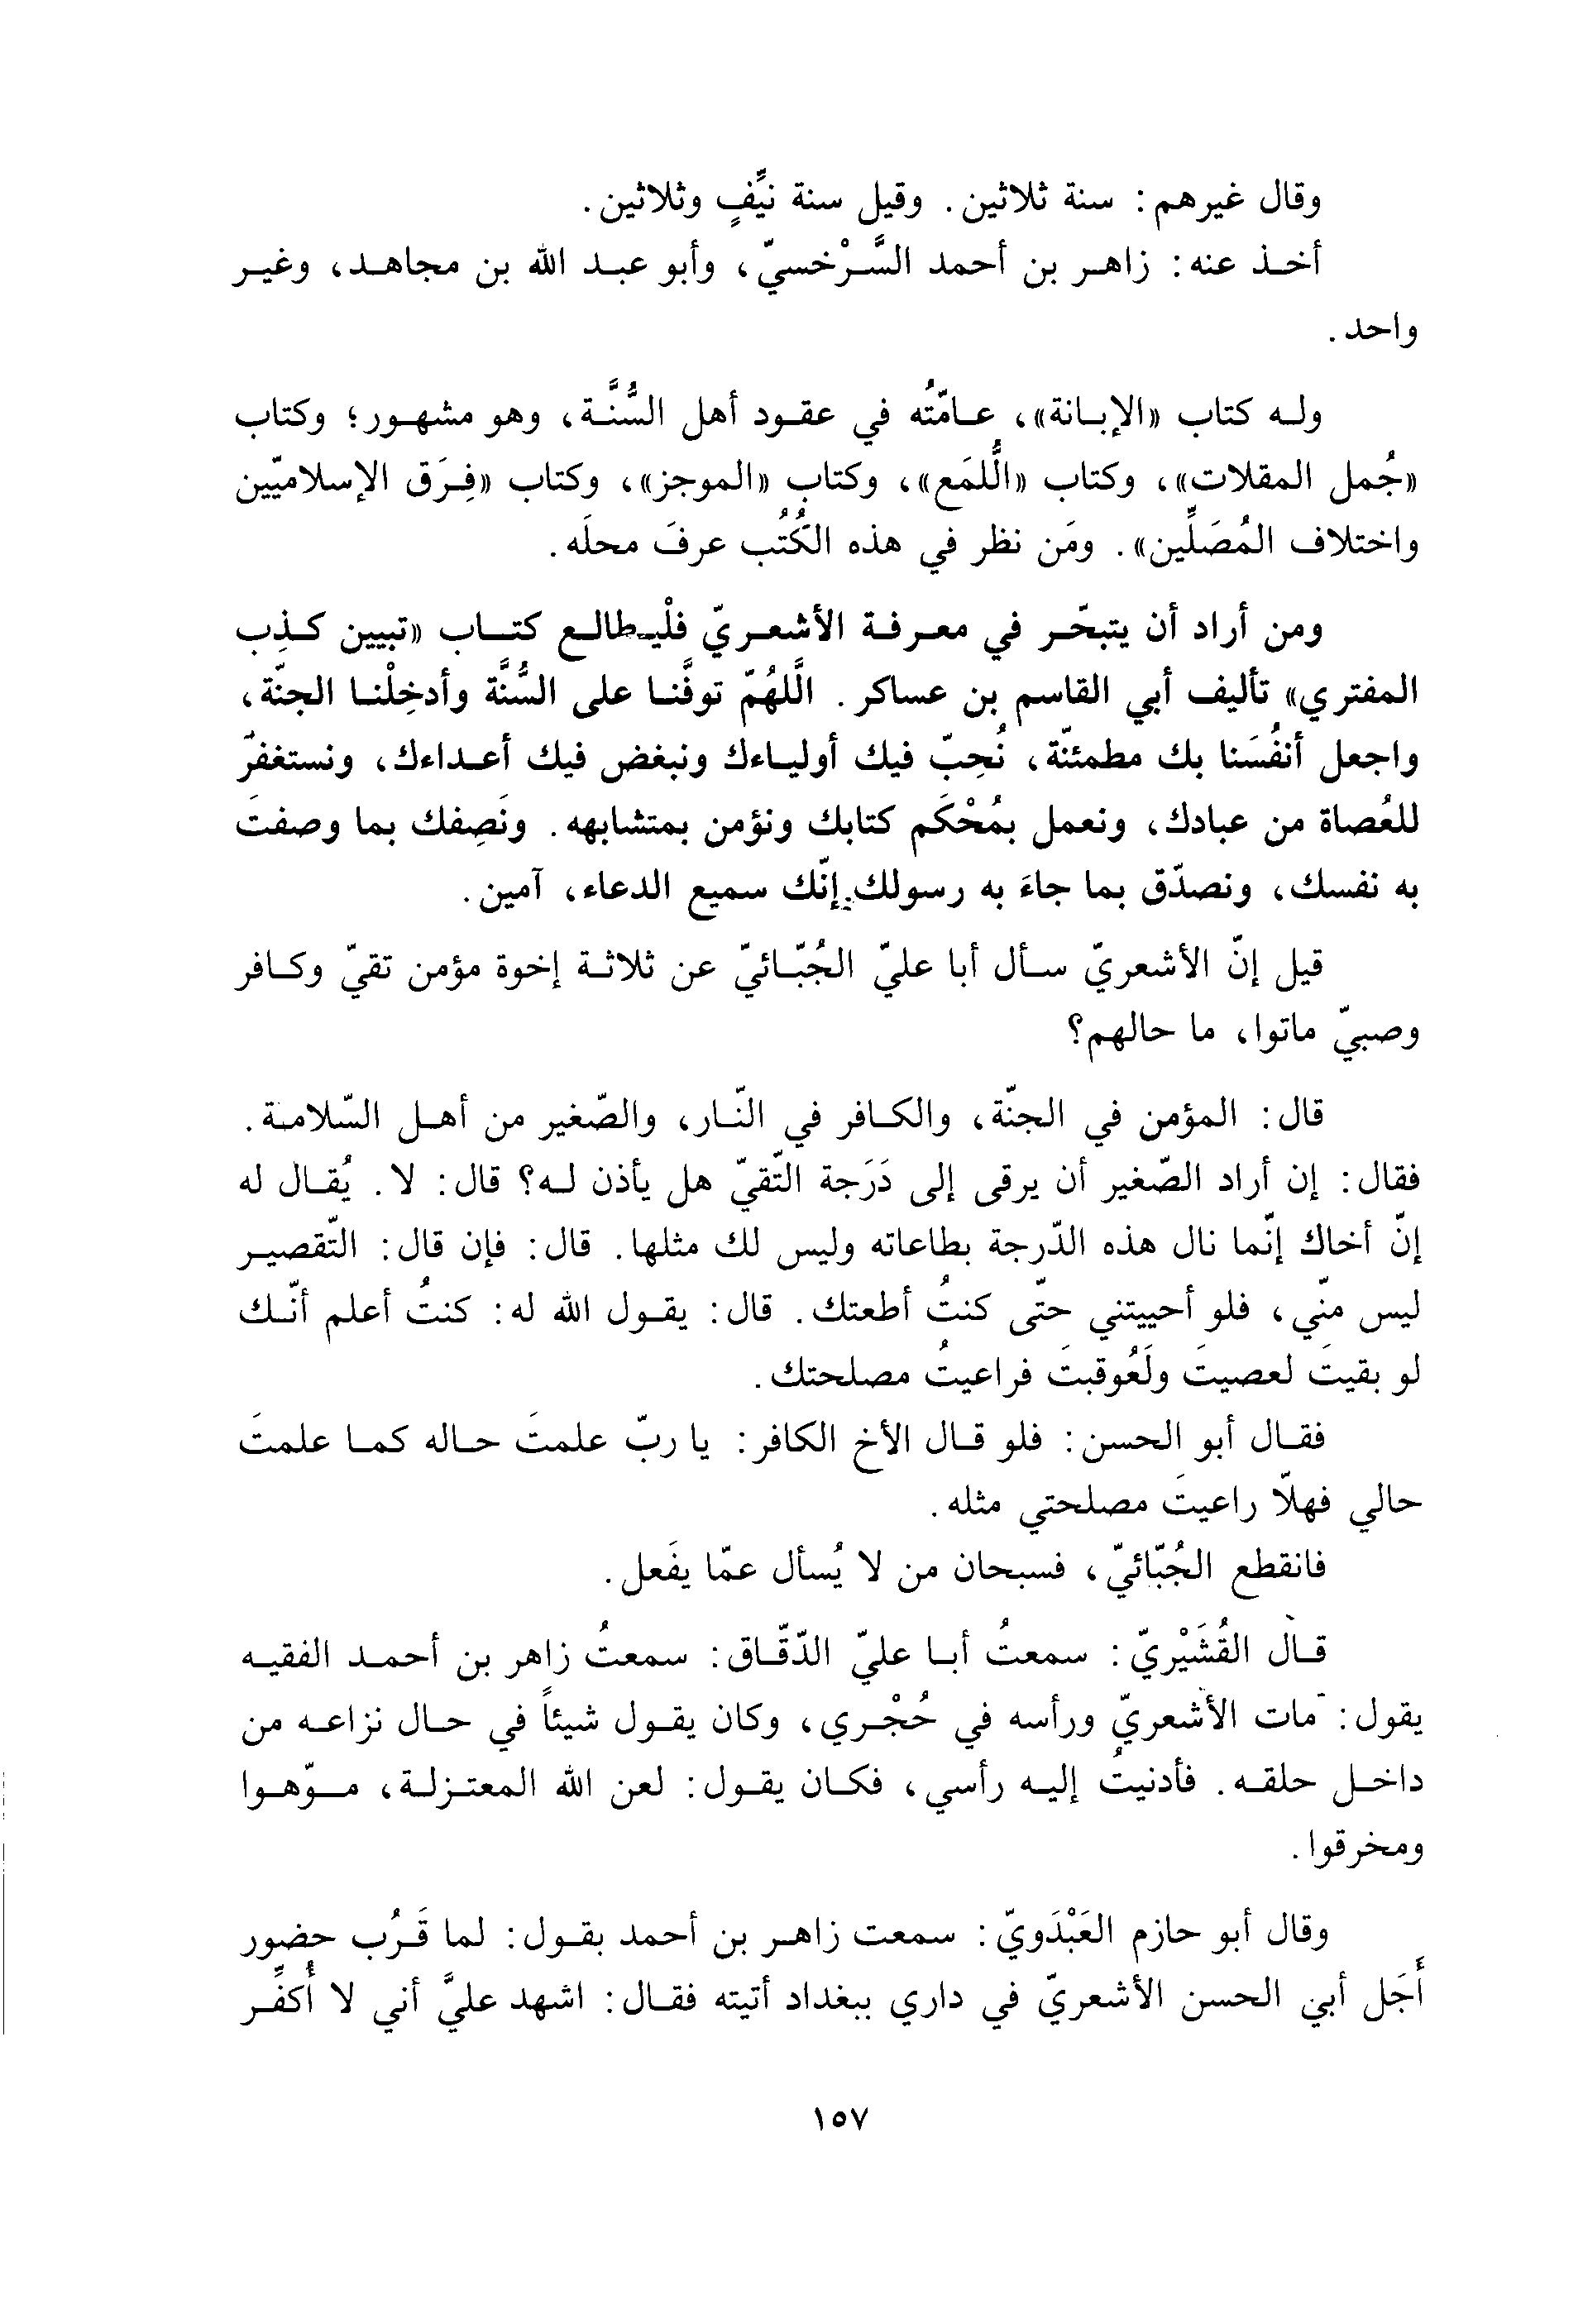 وقال غيرهم: سنة ثلاثين. وقيل سنة نيِّفٍ وثلاثين.
أخذ عنه: زاهر بن أحمد السَّرْخسيّ، وأبو عبد الله بن مجاهد، وغير
واحد.
وله كتاب «الإبانة»، عامّتُه في عقود أهل السُّنَّة، وهو مشهور؛ وكتاب
«جُمل المقلات»، وكتاب «الُّلمَع»، وكتاب «الموجز»، وكتاب «فِرَق الإسلاميّين
واختلاف المُصَلِّين». ومَن نظر في هذه الكُتُب عرفَ محلَه.
ومن أراد أن يتبحّر في معرفة الأشعريّ فلْيطالع كتاب «تبيين كذِب
المفتري» تأليف أبي القاسم بن عساكر. الَّلهُمّ توفَّنا على السُّنَّة وأدخِلْنا الجنّة،
واجعل أنفُسَنا بك مطمئنّة، نُحِبّ فيك أولياءك ونبغض فيك أعداءك، ونستغفر
للعُصاة من عبادك، ونعمل بمُحْكَم كتابك ونؤمن بمتشابهه. ونَصِفك بما وصفتَ
به نفسك، ونصدّق بما جاءَ به رسولك. إنّك سميع الدعاء، آمين.
قيل إنّ الأشعريّ سأل أبا عليّ الجُبّائيّ عن ثلاثة إخوة مؤمن تقيّ وكافر
وصبيّ ماتوا، ما حالهم؟
قال: المؤمن في الجنّة، والكافر في النّار، والصّغير من أهل السّلامة.
فقال: إن أراد الصّغير أن يرقى إلى دَرَجة التّقيّ هل يأذن له؟ قال: لا. يُقال له
إنّ أخاك إنّما نال هذه الدّرجة بطاعاته وليس لك مثلها. قال: فإن قال: التّقصير
ليس منّي، فلو أحييتني حتّى كنتُ أطعتك. قال: يقول الله له: كنتُ أعلم أنّك
لو بقيتَ لعصيتَ ولَعُوقبتَ فراعيتُ مصلحتك.
فقال أبو الحسن: فلو قال الأخ الكافر: يا ربّ علمتَ حاله كما علمتَ
حالي فهلّا راعيتَ مصلحتي مثله.
فانقطع الجُبّائيّ، فسبحان من لا يُسأل عمّا يفَعل.
قال القُشَيْريّ: سمعتُ أبا عليّ الدّقّاق: سمعتُ زاهر بن أحمد الفقيه
يقول: مات الأشعريّ ورأسه في حُجْري، وكان يقول شيئاً في حال نزاعه من
داخل حلقه. فأدنيتُ إليه رأسي، فكان يقول: لعن الله المعتزلة، موّهوا
ومخرقوا.
وقال أبو حازم العَبْدَويّ: سمعت زاهر بن أحمد بقول: لما قَرُب حضور
أَجَل أبي الحسن الأشعريّ في داري ببغداد أتيته فقال: اشهد عليَّ أني لا أُكفِّر
١٥٧